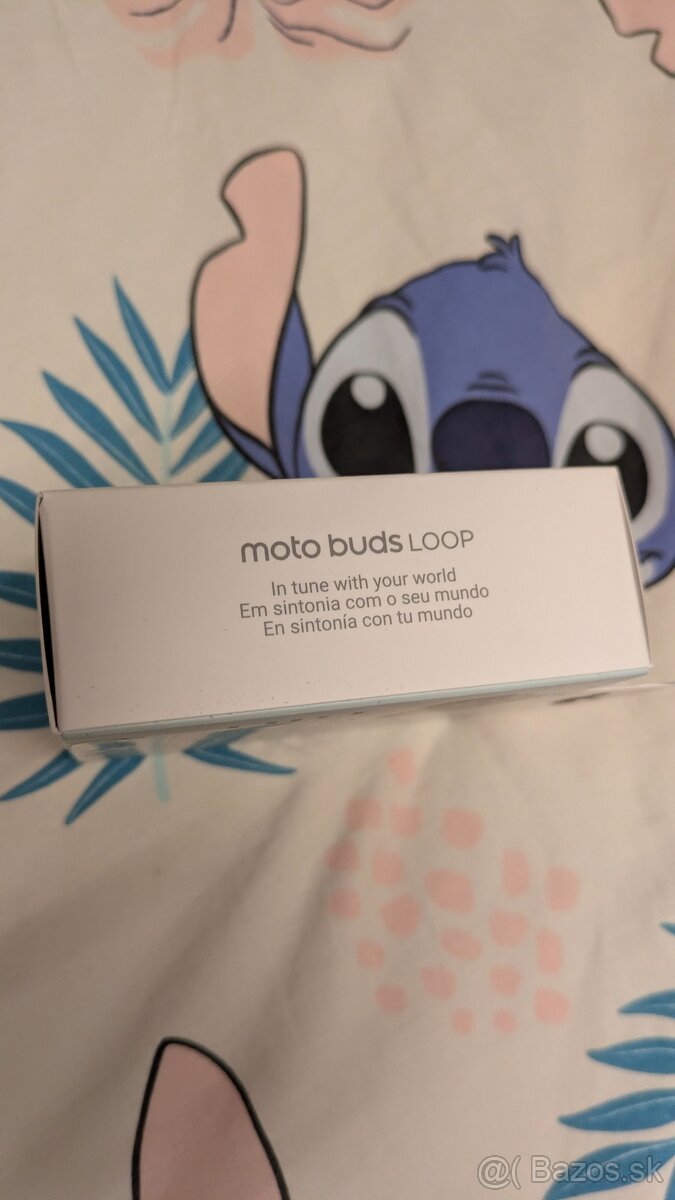 moto buds LOOP
In tune with your world
Em sintonia com o seu mundo
En sintonía con tu mundo
@( Bazos.sk